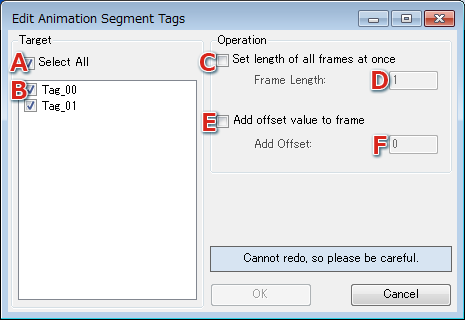 Edit Animation Segment Tags
Target
A Select All
B Tag_00
Tag_01
Operation
C Set length of all frames at once
Frame Length: D 1
E Add offset value to frame
Add Offset: F 0
Cannot redo, so please be careful.
OK Cancel